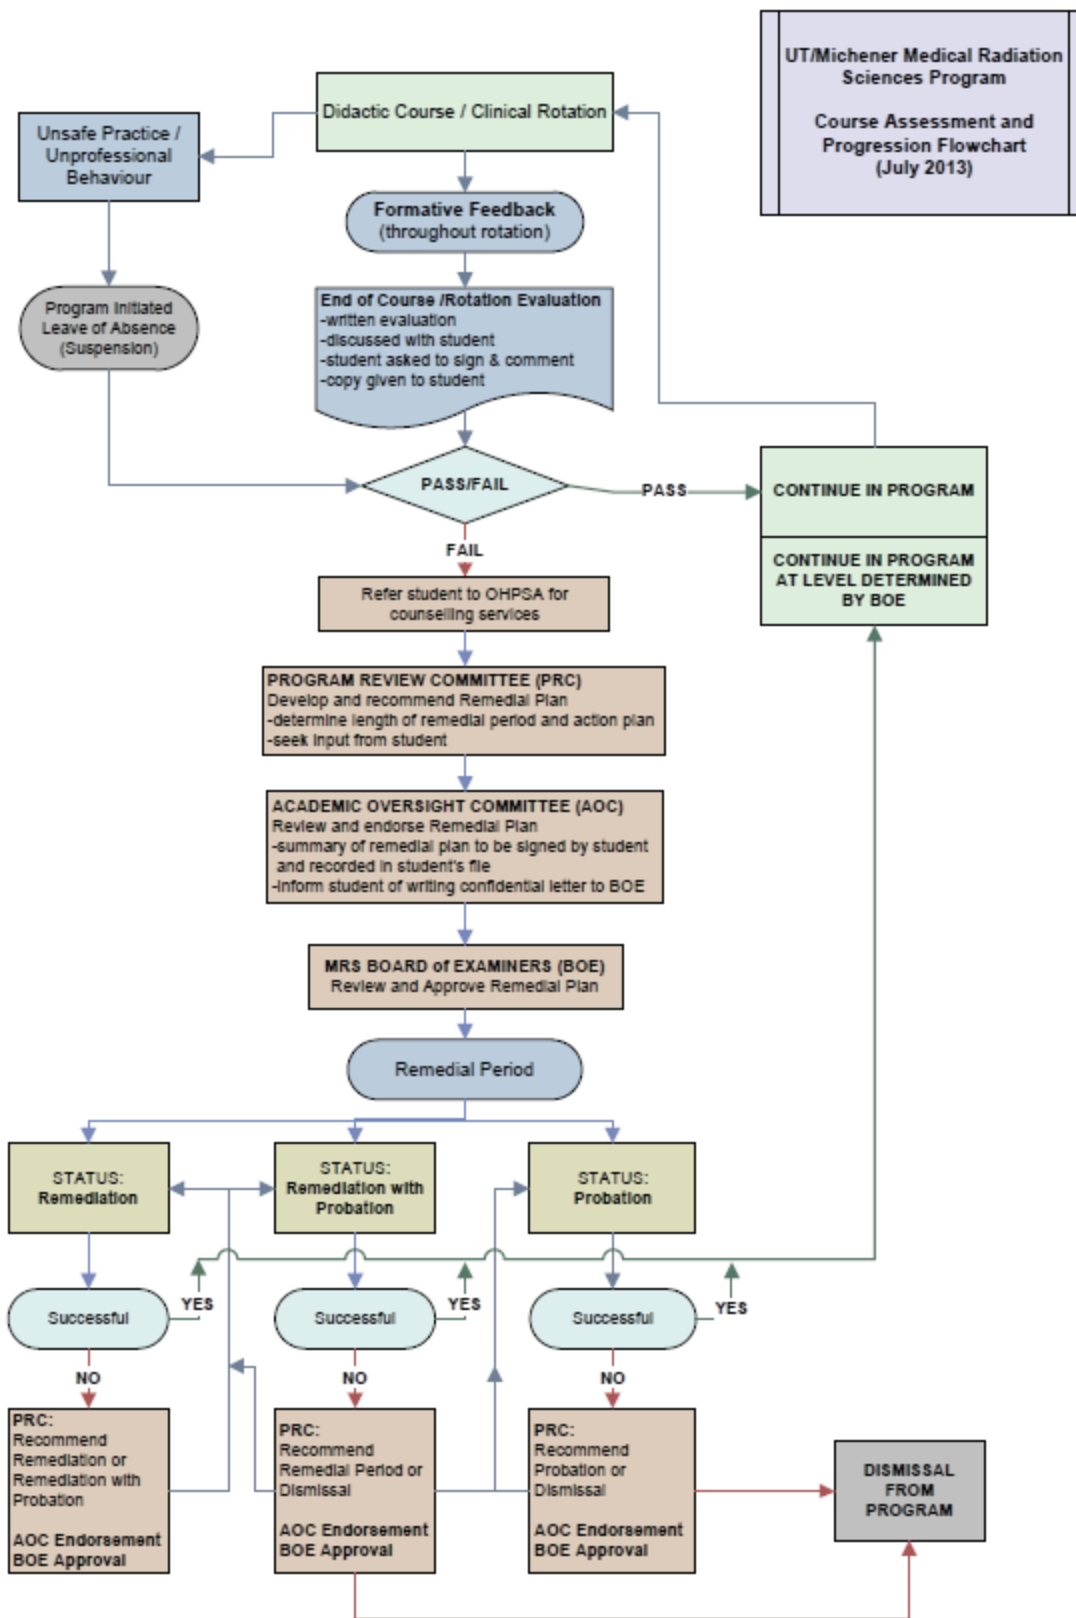 UT/Michener Medical Radiation
Sciences Program
Course Assessment and
Progression Flowchart
(July 2013)
Didactic Course / Clinical Rotation
Unsafe Practice /
Unprofessional
Behaviour
Formative Feedback
(throughout rotation)
Program Initiated
Leave of Absence
(Suspension)
End of Course /Rotation Evaluation
-written evaluation
-discussed with student
-student asked to sign & comment
-copy given to student
PASS/FAIL
PASS
CONTINUE IN PROGRAM
CONTINUE IN PROGRAM
AT LEVEL DETERMINED
BY BOE
FAIL
Refer student to OHPSA for
counselling services
PROGRAM REVIEW COMMITTEE (PRC)
Develop and recommend Remedial Plan
-determine length of remedial period and action plan
-seek input from student
ACADEMIC OVERSIGHT COMMITTEE (AOC)
Review and endorse Remedial Plan
-summary of remedial plan to be signed by student
and recorded in student's file
-inform student of writing confidential letter to BOE
MRS BOARD of EXAMINERS (BOE)
Review and Approve Remedial Plan
Remedial Period
STATUS:
Remediation
STATUS:
Remediation with
Probation
STATUS:
Probation
Successful
YES
Successful
YES
Successful
YES
NO
NO
NO
PRC:
Recommend
Remediation or
Remediation with
Probation
AOC Endorsement
BOE Approval
PRC:
Recommend
Remedial Period or
Dismissal
AOC Endorsement
BOE Approval
PRC:
Recommend
Probation or
Dismissal
AOC Endorsement
BOE Approval
DISMISSAL
FROM
PROGRAM